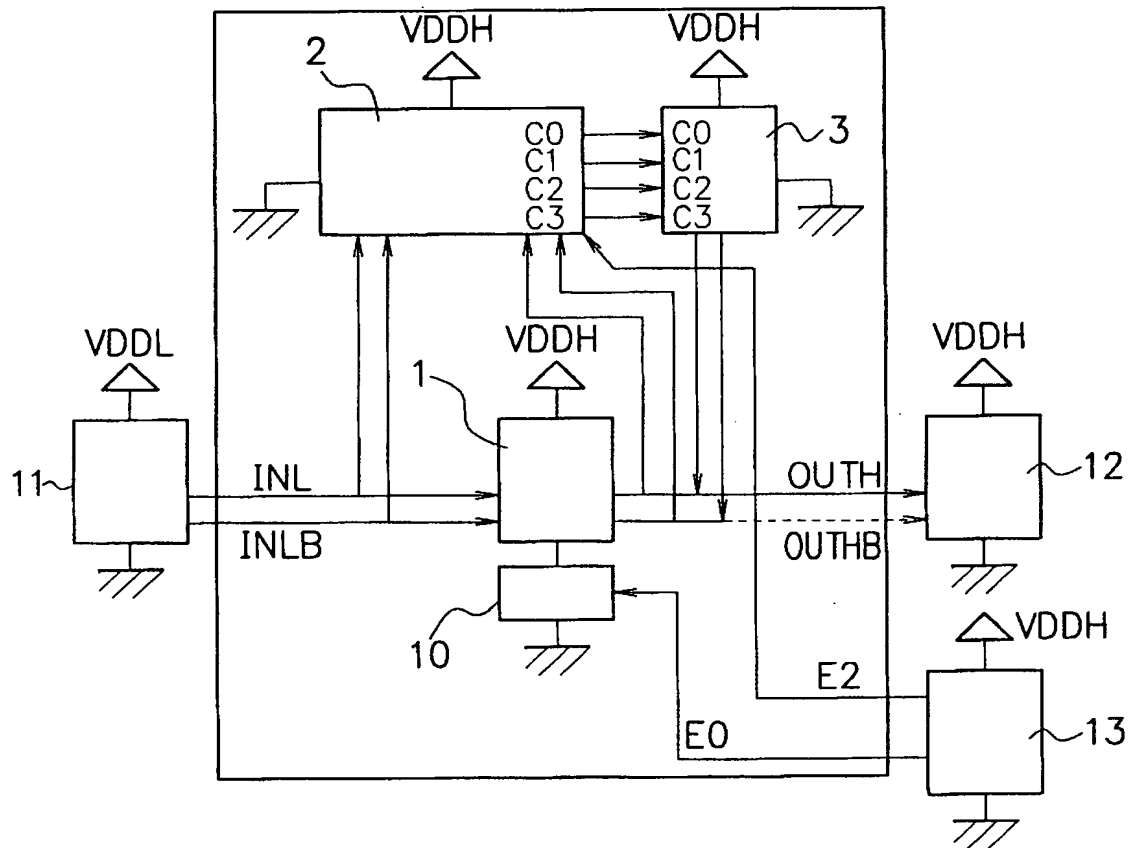 VDDH VDDH
2
C0 C0 3
C1 C1
C2 C2
C3 C3
VDDL VDDH VDDH
1
11 INL OUTH 12
INLB OUTHB
10 VDDH
E2
E0 13